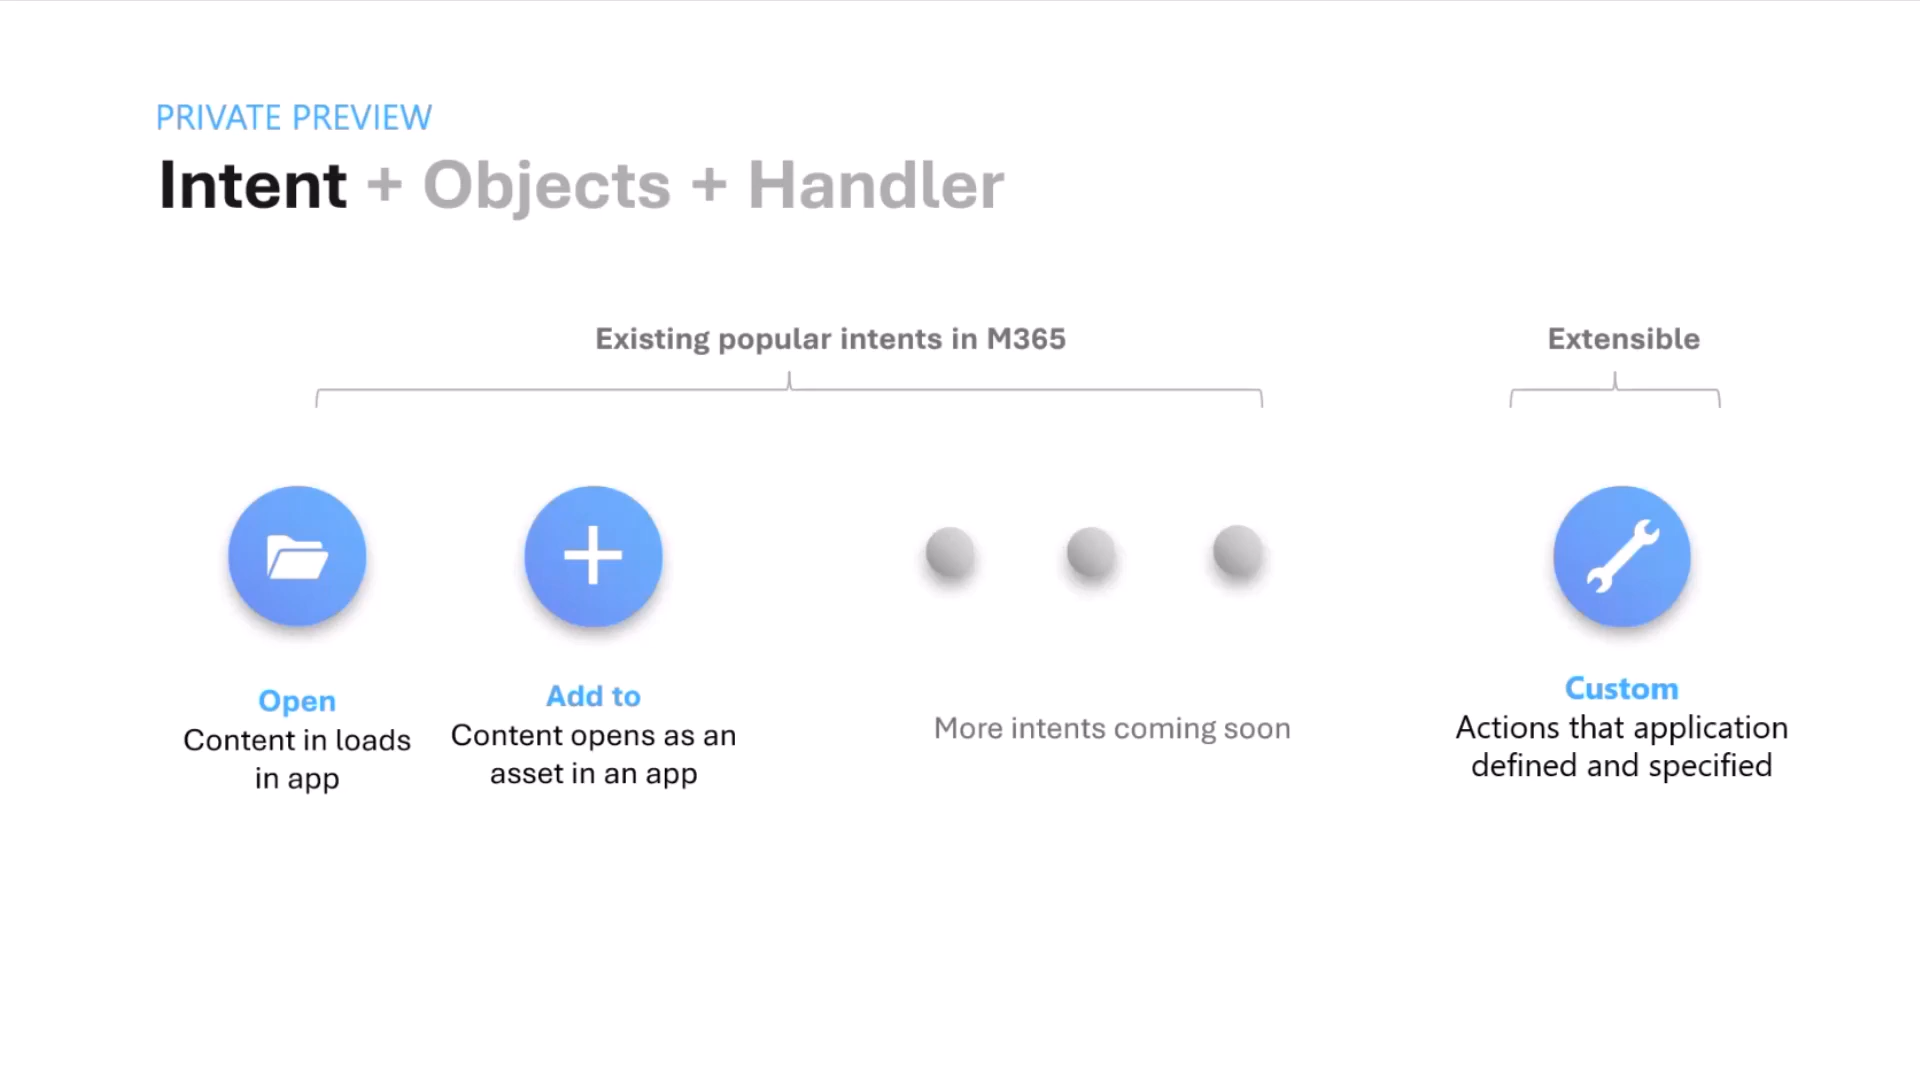 PRIVATE PREVIEW
Intent + Objects + Handler
Existing popular intents in M365
Extensible
Open
Content in loads
in app
Add to
Content opens as an
asset in an app
More intents coming soon
Custom
Actions that application
defined and specified